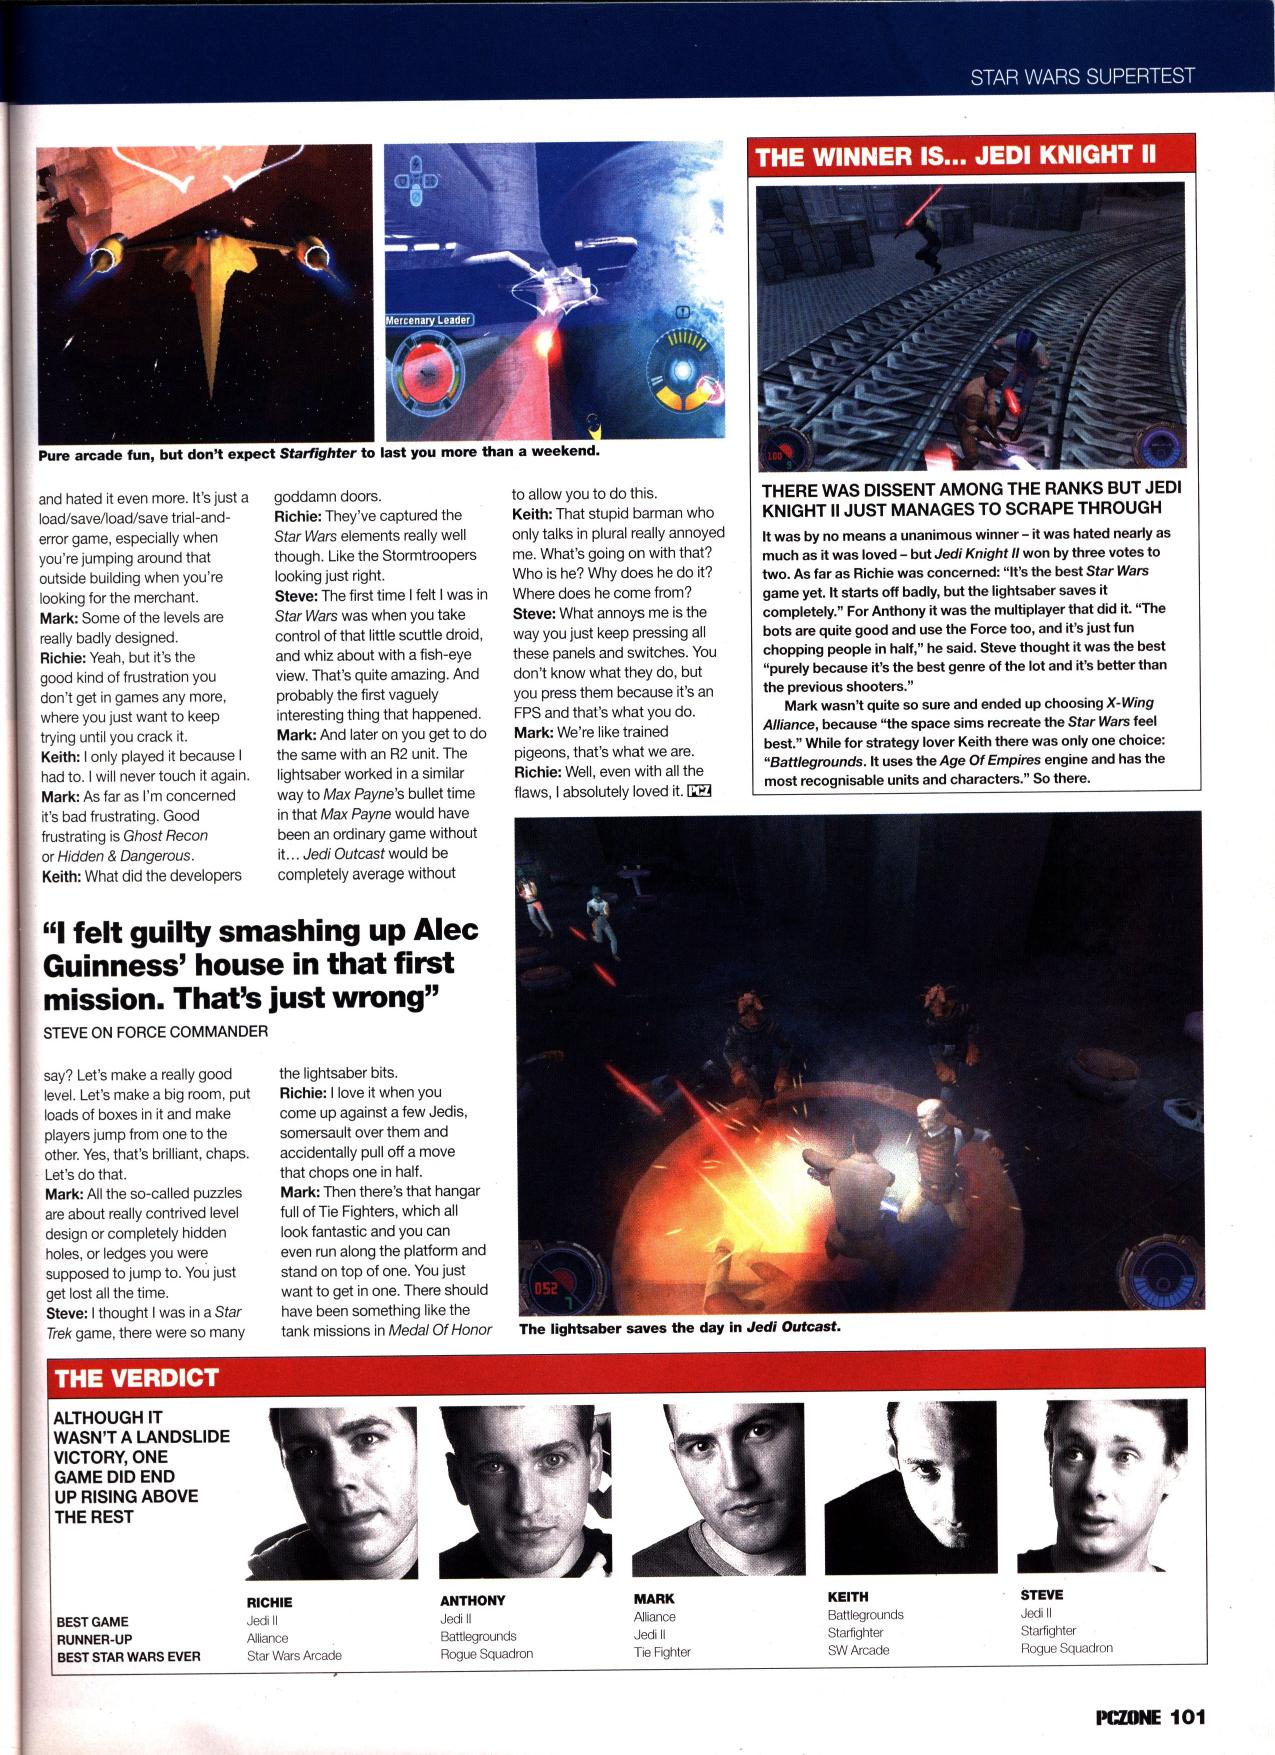 STAR WARS SUPERTEST
Mercenary Leader
Pure arcade fun, but don't expect Starfighter to last you more than a weekend.
and hated it even more. It's just a
load/save/load/save trial-and-
error game, especially when
you're jumping around that
outside building when you're
looking for the merchant.
Mark: Some of the levels are
really badly designed.
Richie: Yeah, but it's the
good kind of frustration you
don't get in games any more,
where you just want to keep
trying until you crack it.
Keith: I only played it because I
had to. I will never touch it again.
Mark: As far as I'm concerned
it's bad frustrating. Good
frustrating is Ghost Recon
or Hidden & Dangerous.
Keith: What did the developers
say? Let's make a really good
level. Let's make a big room, put
loads of boxes in it and make
players jump from one to the
other. Yes, that's brilliant, chaps.
Let's do that.
Mark: All the so-called puzzles
are about really contrived level
design or completely hidden
holes, or ledges you were
supposed to jump to. You just
get lost all the time.
Steve: I thought I was in a Star
Trek game, there were so many
goddamn doors.
Richie: They've captured the
Star Wars elements really well
though. Like the Stormtroopers
looking just right.
Steve: The first time I felt I was in
Star Wars was when you take
control of that little scuttle droid,
and whiz about with a fish-eye
view. That's quite amazing. And
probably the first vaguely
interesting thing that happened.
Mark: And later on you get to do
the same with an R2 unit. The
lightsaber worked in a similar
way to Max Payne's bullet time
in that Max Payne would have
been an ordinary game without
it... Jedi Outcast would be
completely average without
the lightsaber bits.
Richie: I love it when you
come up against a few Jedis,
somersault over them and
accidentally pull off a move
that chops one in half.
Mark: Then there's that hangar
full of Tie Fighters, which all
look fantastic and you can
even run along the platform and
stand on top of one. You just
want to get in one. There should
have been something like the
tank missions in Medal Of Honor
to allow you to do this.
Keith: That stupid barman who
only talks in plural really annoyed
me. What's going on with that?
Who is he? Why does he do it?
Where does he come from?
Steve: What annoys me is the
way you just keep pressing all
these panels and switches. You
don't know what they do, but
you press them because it's an
FPS and that's what you do.
Mark: We're like trained
pigeons, that's what we are.
Richie: Well, even with all the
flaws, I absolutely loved it. PCZ
"I felt guilty smashing up Alec
Guinness' house in that first
mission. That's just wrong"
STEVE ON FORCE COMMANDER
THE WINNER IS... JEDI KNIGHT II
100
9
THERE WAS DISSENT AMONG THE RANKS BUT JEDI
KNIGHT II JUST MANAGES TO SCRAPE THROUGH
It was by no means a unanimous winner – it was hated nearly as
much as it was loved – but Jedi Knight II won by three votes to
two. As far as Richie was concerned: "It's the best Star Wars
game yet. It starts off badly, but the lightsaber saves it
completely." For Anthony it was the multiplayer that did it. "The
bots are quite good and use the Force too, and it's just fun
chopping people in half," he said. Steve thought it was the best
"purely because it's the best genre of the lot and it's better than
the previous shooters."
Mark wasn't quite so sure and ended up choosing X-Wing
Alliance, because "the space sims recreate the Star Wars feel
best." While for strategy lover Keith there was only one choice:
"Battlegrounds. It uses the Age Of Empires engine and has the
most recognisable units and characters." So there.
052
7
The lightsaber saves the day in Jedi Outcast.
THE VERDICT
ALTHOUGH IT
WASN'T A LANDSLIDE
VICTORY, ONE
GAME DID END
UP RISING ABOVE
THE REST
RICHIE ANTHONY MARK KEITH STEVE
BEST GAME Jedi II Jedi II Alliance Battlegrounds Jedi II
RUNNER-UP Alliance Battlegrounds Jedi II Starfighter Starfighter
BEST STAR WARS EVER Star Wars Arcade Rogue Squadron Tie Fighter SW Arcade Rogue Squadron
PCZONE 101